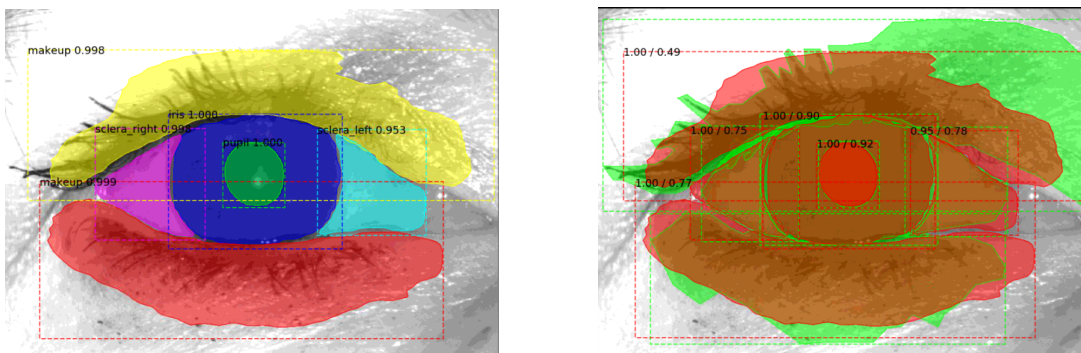 makeup 0.998
iris 1.000
sclera_right 0.998
sclera_left 0.953
pupil 1.000
makeup 0.999
1.00 / 0.49
1.00 / 0.90
1.00 / 0.75
0.95 / 0.78
1.00 / 0.92
1.00 / 0.77